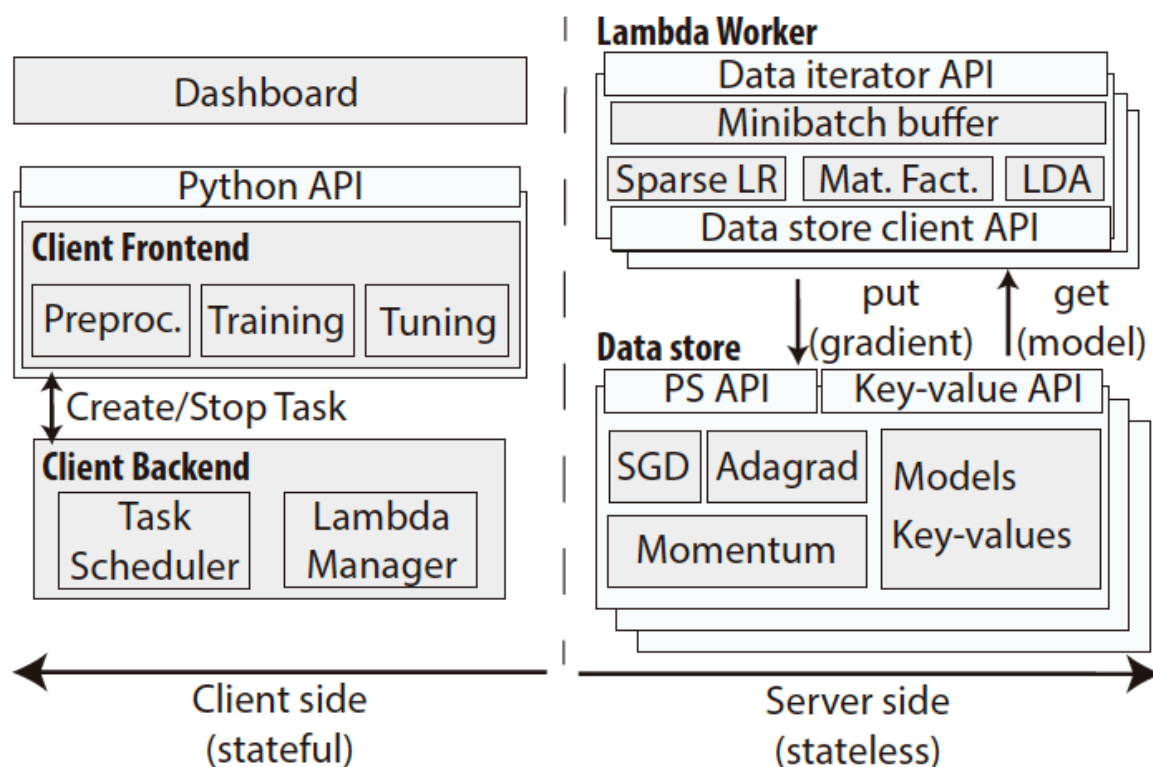 Dashboard
Python API
Client Frontend
Preproc.
Training
Tuning
Create/Stop Task
Client Backend
Task
Scheduler
Lambda
Manager
Client side
(stateful)
Lambda Worker
Data iterator API
Minibatch buffer
Sparse LR
Mat. Fact.
LDA
Data store client API
put
(gradient)
get
(model)
Data store
PS API
Key-value API
SGD
Adagrad
Momentum
Models
Key-values
Server side
(stateless)